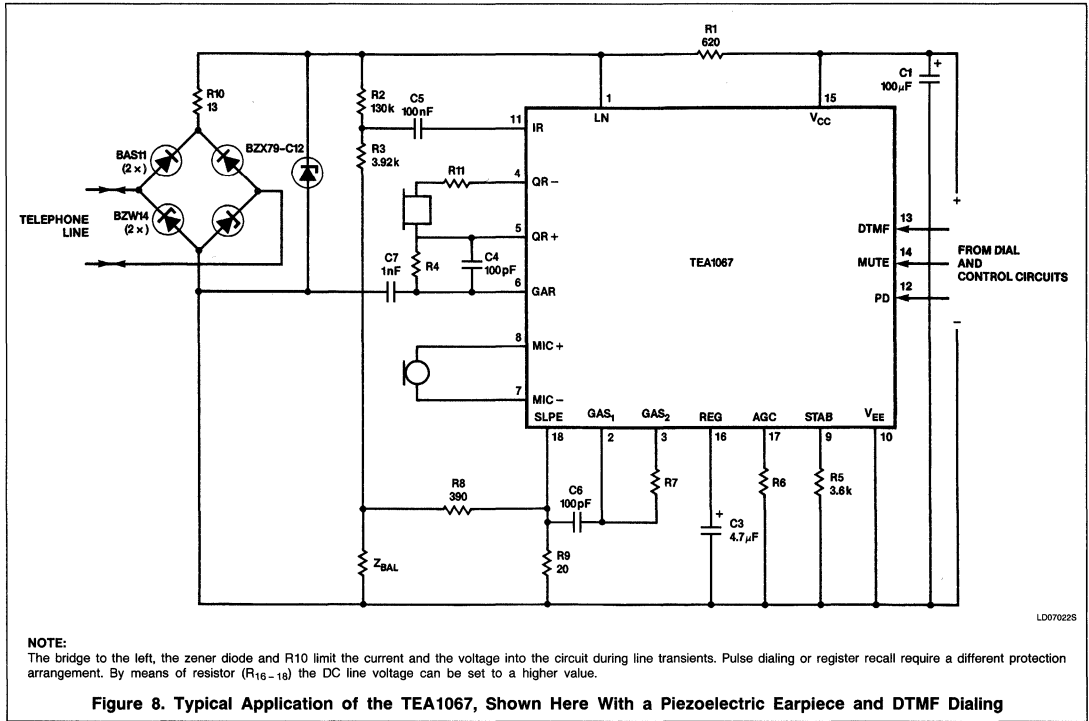 R1
620
C1
100μF
+
R10
13
R2
130k
C5
100nF
11
IR
1
LN
15
VCC
BAS11
(2 ×)
BZX79-C12
R3
3.92k
R11
4
QR −
BZW14
(2 ×)
TELEPHONE
LINE
5
QR +
C7
1nF
R4
C4
100pF
6
GAR
TEA1067
+
13
DTMF
14
MUTE
12
PD
FROM DIAL
AND
CONTROL CIRCUITS
−
8
MIC +
7
MIC −
SLPE
GAS1
GAS2
REG
AGC
STAB
VEE
18
2
3
16
17
9
10
R8
390
C6
100pF
R7
R6
R5
3.6k
+
C3
4.7μF
ZBAL
R9
20
LD07022S
NOTE:
The bridge to the left, the zener diode and R10 limit the current and the voltage into the circuit during line transients. Pulse dialing or register recall require a different protection
arrangement. By means of resistor (R16 – 18) the DC line voltage can be set to a higher value.
Figure 8. Typical Application of the TEA1067, Shown Here With a Piezoelectric Earpiece and DTMF Dialing